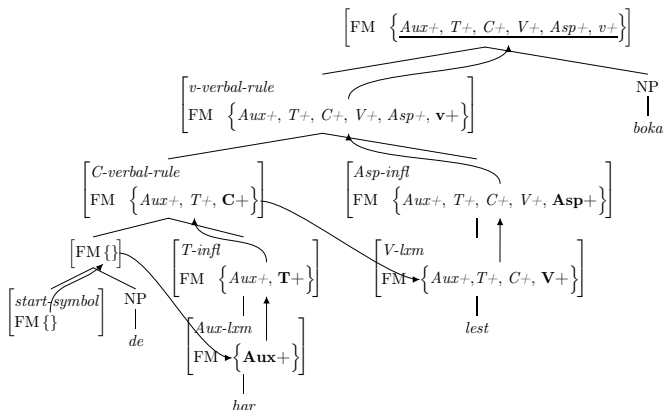 [FM {Aux+, T+, C+, V+, Asp+, v+}]
v-verbal-rule
FM {Aux+, T+, C+, V+, Asp+, v+}
NP
boka
C-verbal-rule
FM {Aux+, T+, C+}
Asp-infl
FM {Aux+, T+, C+, V+, Asp+}
[FM {}]
T-infl
FM {Aux+, T+}
V-lxm
FM {Aux+,T+, C+, V+}
start-symbol
FM {}
NP
de
Aux-lxm
FM {Aux+}
lest
har